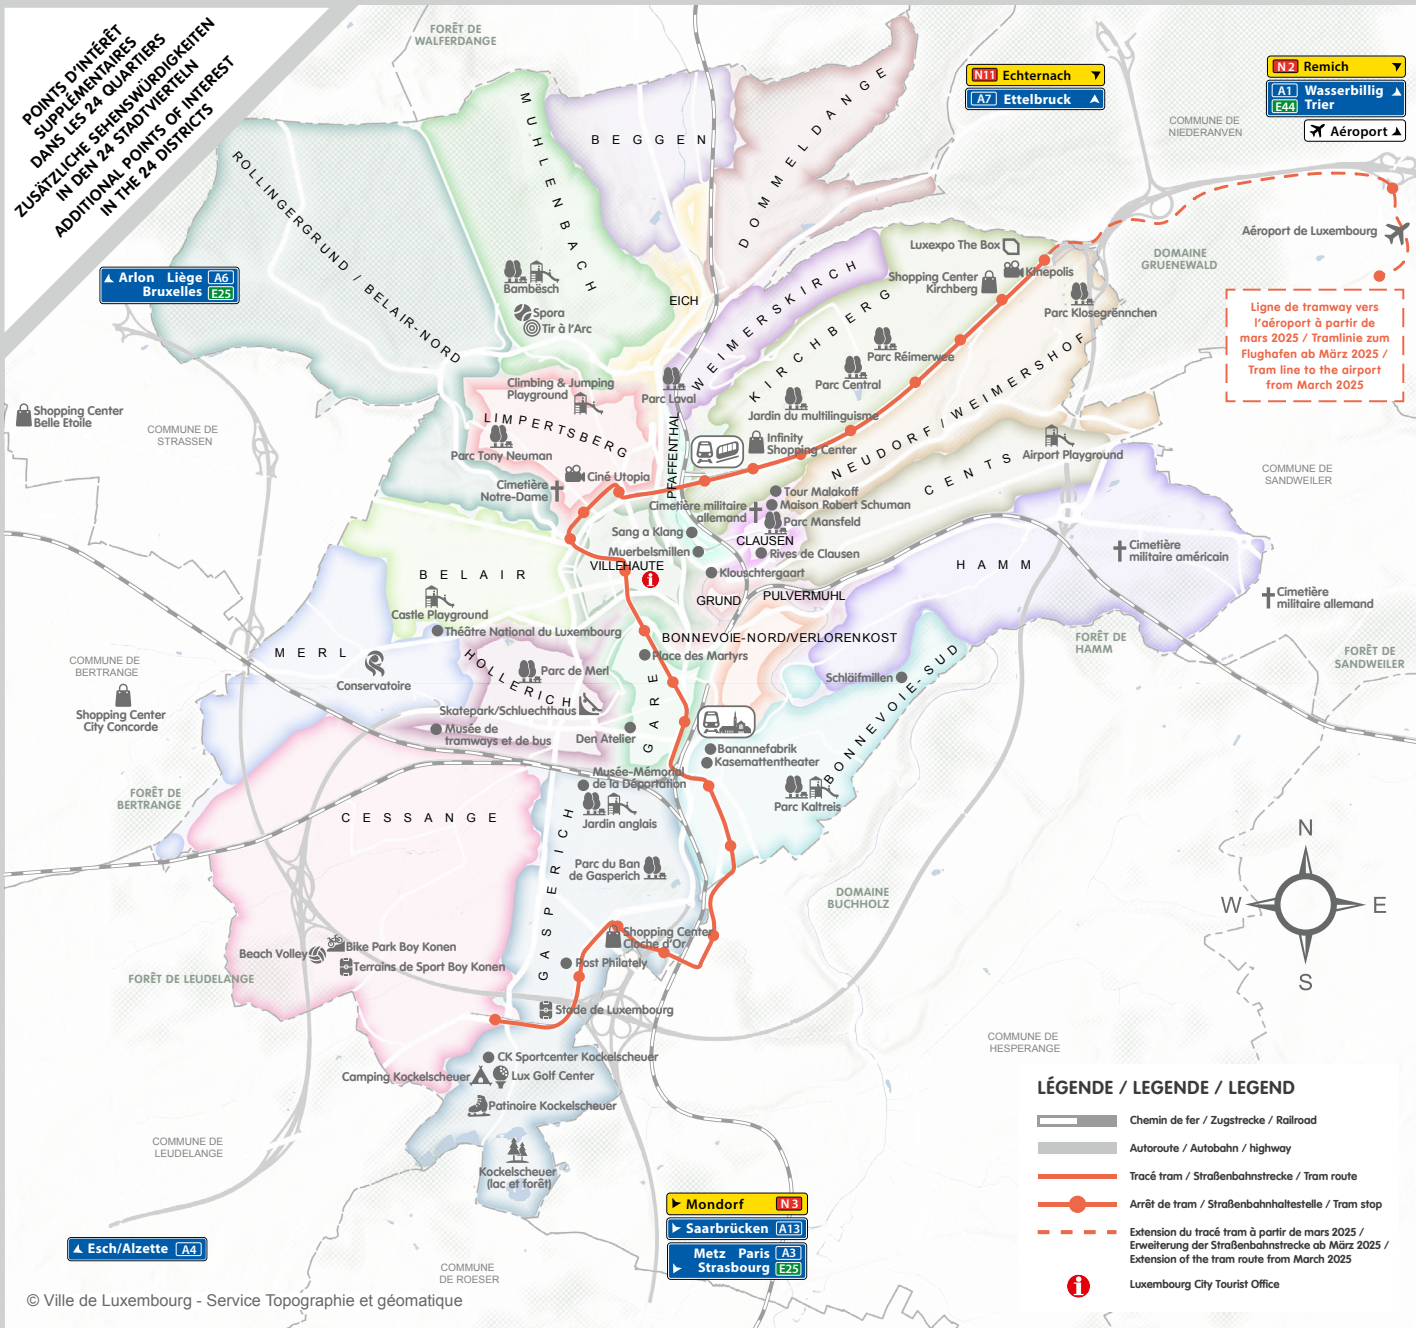 POINTS D'INTÉRÊT
SUPPLÉMENTAIRES
DANS LES 24 QUARTIERS
ZUSÄTZLICHE SEHENSWÜRDIGKEITEN
IN DEN 24 STADTVIERTELN
ADDITIONAL POINTS OF INTEREST
IN THE 24 DISTRICTS
FORÊT DE
WALFERDANGE
N11 Echternach
A7 Ettelbruck
N2 Remich
A1 Wasserbillig
E44 Trier
Aéroport
COMMUNE DE
NIEDERANVEN
MUHLENBACH
BEGGEN
DOMMELDANGE
ROLLINGERGRUND / BELAIR-NORD
Arlon Liège A6
Bruxelles E25
Luxexpo The Box
Kinepolis
Shopping Center
Kirchberg
Aéroport de Luxembourg
DOMAINE
GRUENEWALD
Parc Klosegrënnchen
Ligne de tramway vers
l'aéroport à partir de
mars 2025 / Tramlinie zum
Flughafen ab März 2025 /
Tram line to the airport
from March 2025
Bambësch
Spora
Tir à l'Arc
EICH
WEIMERSKIRCH
KIRCHBERG
Parc Réimerwee
Parc Central
Jardin du multilinguisme
NEUDORF/WEIMERSHOF
Climbing & Jumping
Playground
Parc Laval
LIMPERTSBERG
Parc Tony Neuman
PFAFFENTHAL
Infinity
Shopping Center
CENTS
Airport Playground
Shopping Center
Belle Etoile
COMMUNE DE
STRASSEN
COMMUNE DE
SANDWEILER
Ciné Utopia
Cimetière
Notre-Dame
Tour Malakoff
Maison Robert Schuman
Cimetière militaire
allemand
Parc Mansfeld
CLAUSEN
Sang a Klang
Muerbelsmillen
Rives de Clausen
VILLEHAUTE
Klouschtergaart
GRUND
PULVERMUHL
HAMM
Cimetière
militaire américain
Cimetière
militaire allemand
BELAIR
Castle Playground
Théâtre National du Luxembourg
BONNEVOIE-NORD/VERLORENKOST
FORÊT DE
HAMM
FORÊT DE
SANDWEILER
MERL
Conservatoire
COMMUNE DE
BERTRANGE
Shopping Center
City Concorde
HOLLERICH
Parc de Merl
Place des Martyrs
Schläifmillen
BONNEVOIE-SUD
Skatepark/Schluechthaus
Musée de
tramways et de bus
Den Atelier
GARE
Banannefabrik
Kasemattentheater
Musée-Mémorial
de la Déportation
Jardin anglais
Parc Kaltreis
FORÊT DE
BERTRANGE
CESSANGE
GASPERICH
Parc du Ban
de Gasperich
DOMAINE
BUCHHOLZ
N
W
E
S
Shopping Center
Cloche d'Or
Post Philately
Beach Volley
Bike Park Boy Konen
Terrains de Sport Boy Konen
FORÊT DE LEUDELANGE
Stade de Luxembourg
COMMUNE DE
HESPERANGE
CK Sportcenter Kockelscheuer
Camping Kockelscheuer
Lux Golf Center
Patinoire Kockelscheuer
Kockelscheuer
(lac et forêt)
COMMUNE DE
LEUDELANGE
COMMUNE
DE ROESER
Esch/Alzette A4
Mondorf N3
Saarbrücken A13
Metz Paris A3
Strasbourg E25
LÉGENDE / LEGENDE / LEGEND
Chemin de fer / Zugstrecke / Railroad
Autoroute / Autobahn / highway
Tracé tram / Straßenbahnstrecke / Tram route
Arrêt de tram / Straßenbahnhaltestelle / Tram stop
Extension du tracé tram à partir de mars 2025 /
Erweiterung der Straßenbahnstrecke ab März 2025 /
Extension of the tram route from March 2025
Luxembourg City Tourist Office
© Ville de Luxembourg - Service Topographie et géomatique